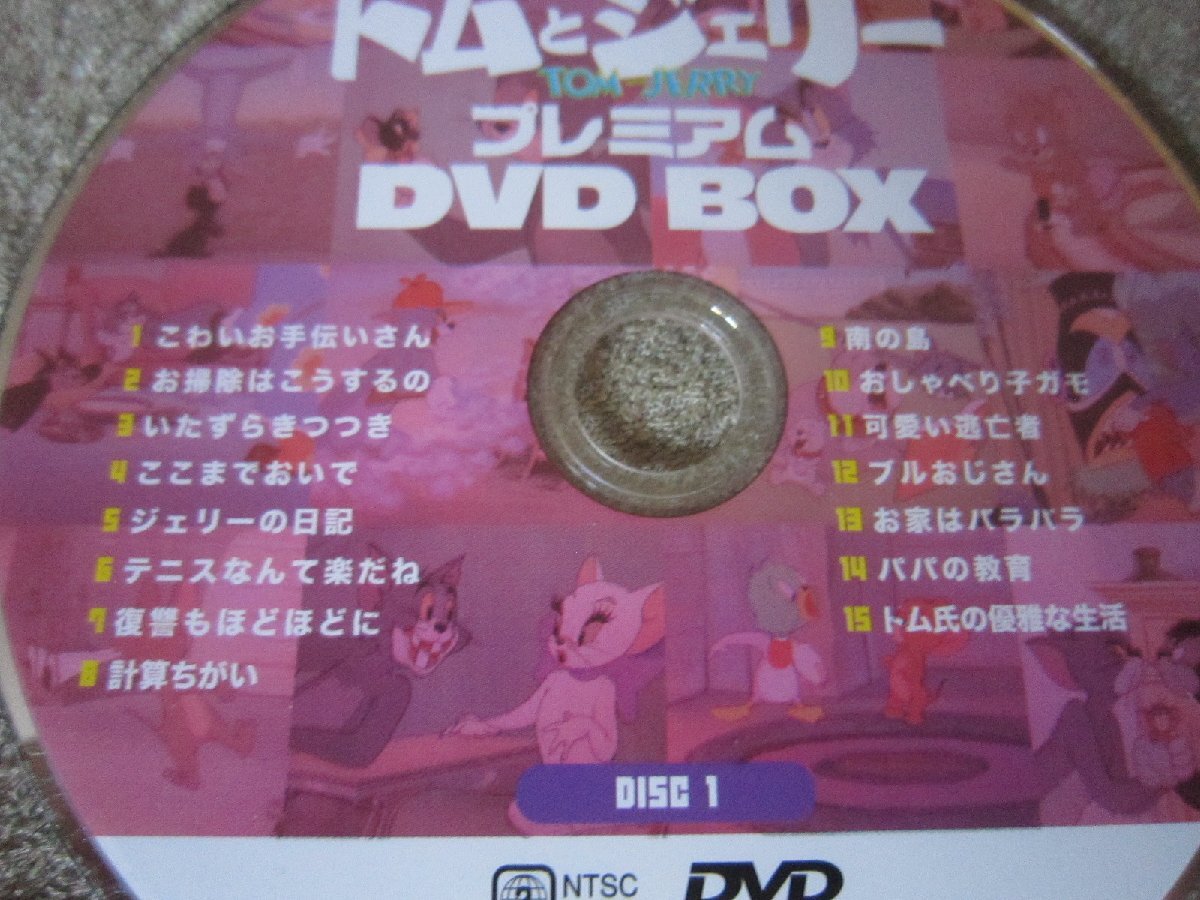 トムとジェリー
TOM and JERRY
プレミアム
DVD BOX
1 こわいお手伝いさん
2 お掃除はこうするの
3 いたずらきつつき
4 ここまでおいで
5 ジェリーの日記
6 テニスなんて楽だね
7 復讐もほどほどに
8 計算ちがい
9 南の島
10 おしゃべり子ガモ
11 可愛い逃亡者
12 ブルおじさん
13 お家はバラバラ
14 パパの教育
15 トム氏の優雅な生活
DISC 1
2 NTSC
DVD